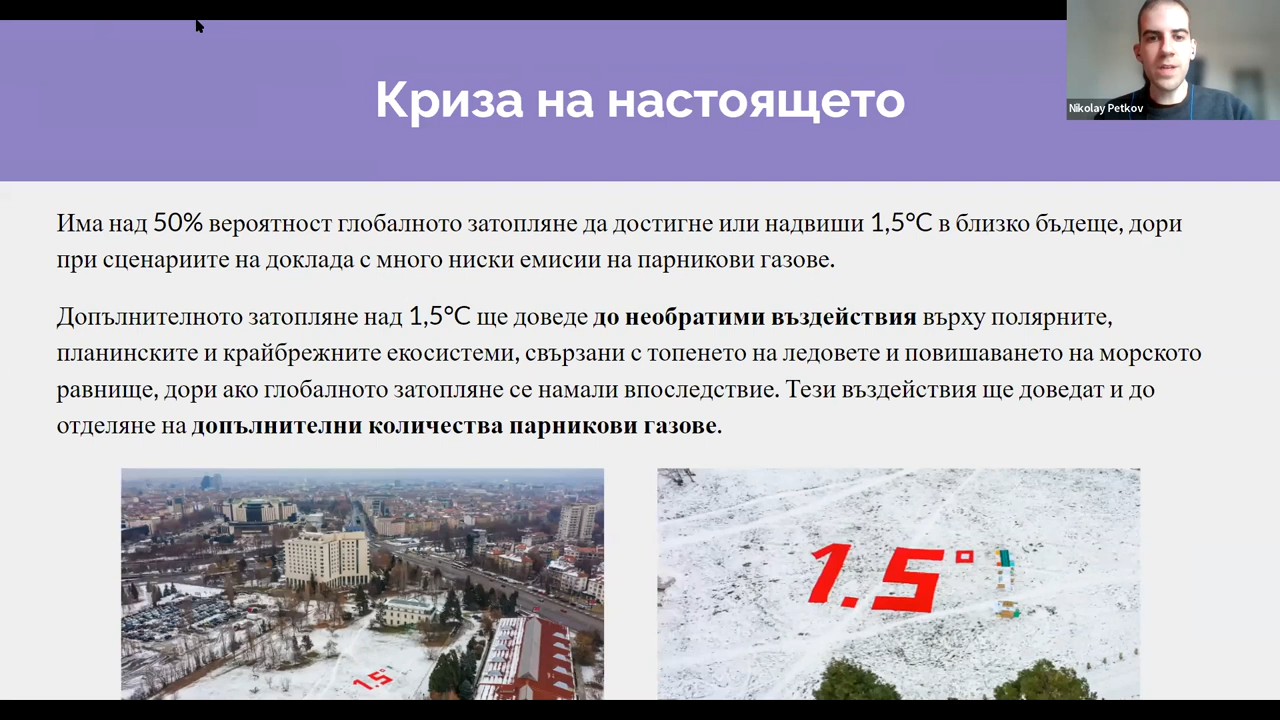 Криза на настоящето
Nikolay Petkov
Има над 50% вероятност глобалното затопляне да достигне или надвиши 1,5°C в близко бъдеще, дори
при сценариите на доклада с много ниски емисии на парникови газове.
Допълнителното затопляне над 1,5°C ще доведе до необратими въздействия върху полярните,
планинските и крайбрежните екосистеми, свързани с топенето на ледовете и повишаването на морското
равнище, дори ако глобалното затопляне се намали впоследствие. Тези въздействия ще доведат и до
отделяне на допълнителни количества парникови газове.
1.5°
1.5°